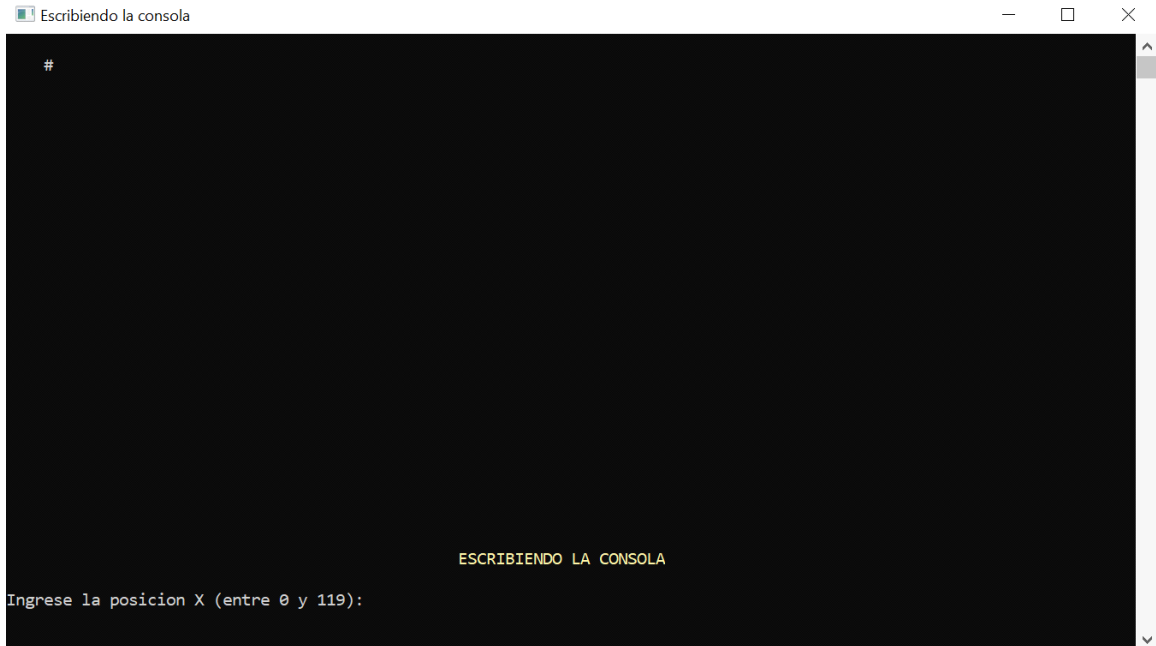 Escribiendo la consola
#
ESCRIBIENDO LA CONSOLA
Ingrese la posicion X (entre 0 y 119):